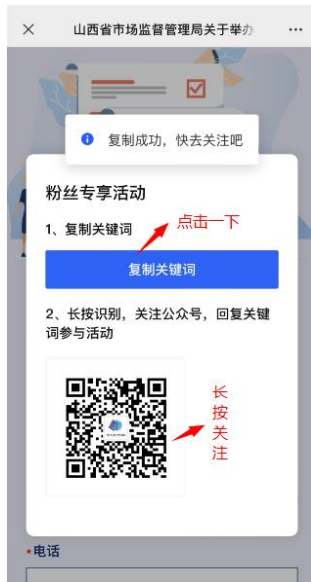 山西省市场监督管理局关于举办
复制成功，快去关注吧
粉丝专享活动
1、复制关键词
点击一下
复制关键词
2、长按识别，关注公众号，回复关键
词参与活动
长
按
关
注
•电话